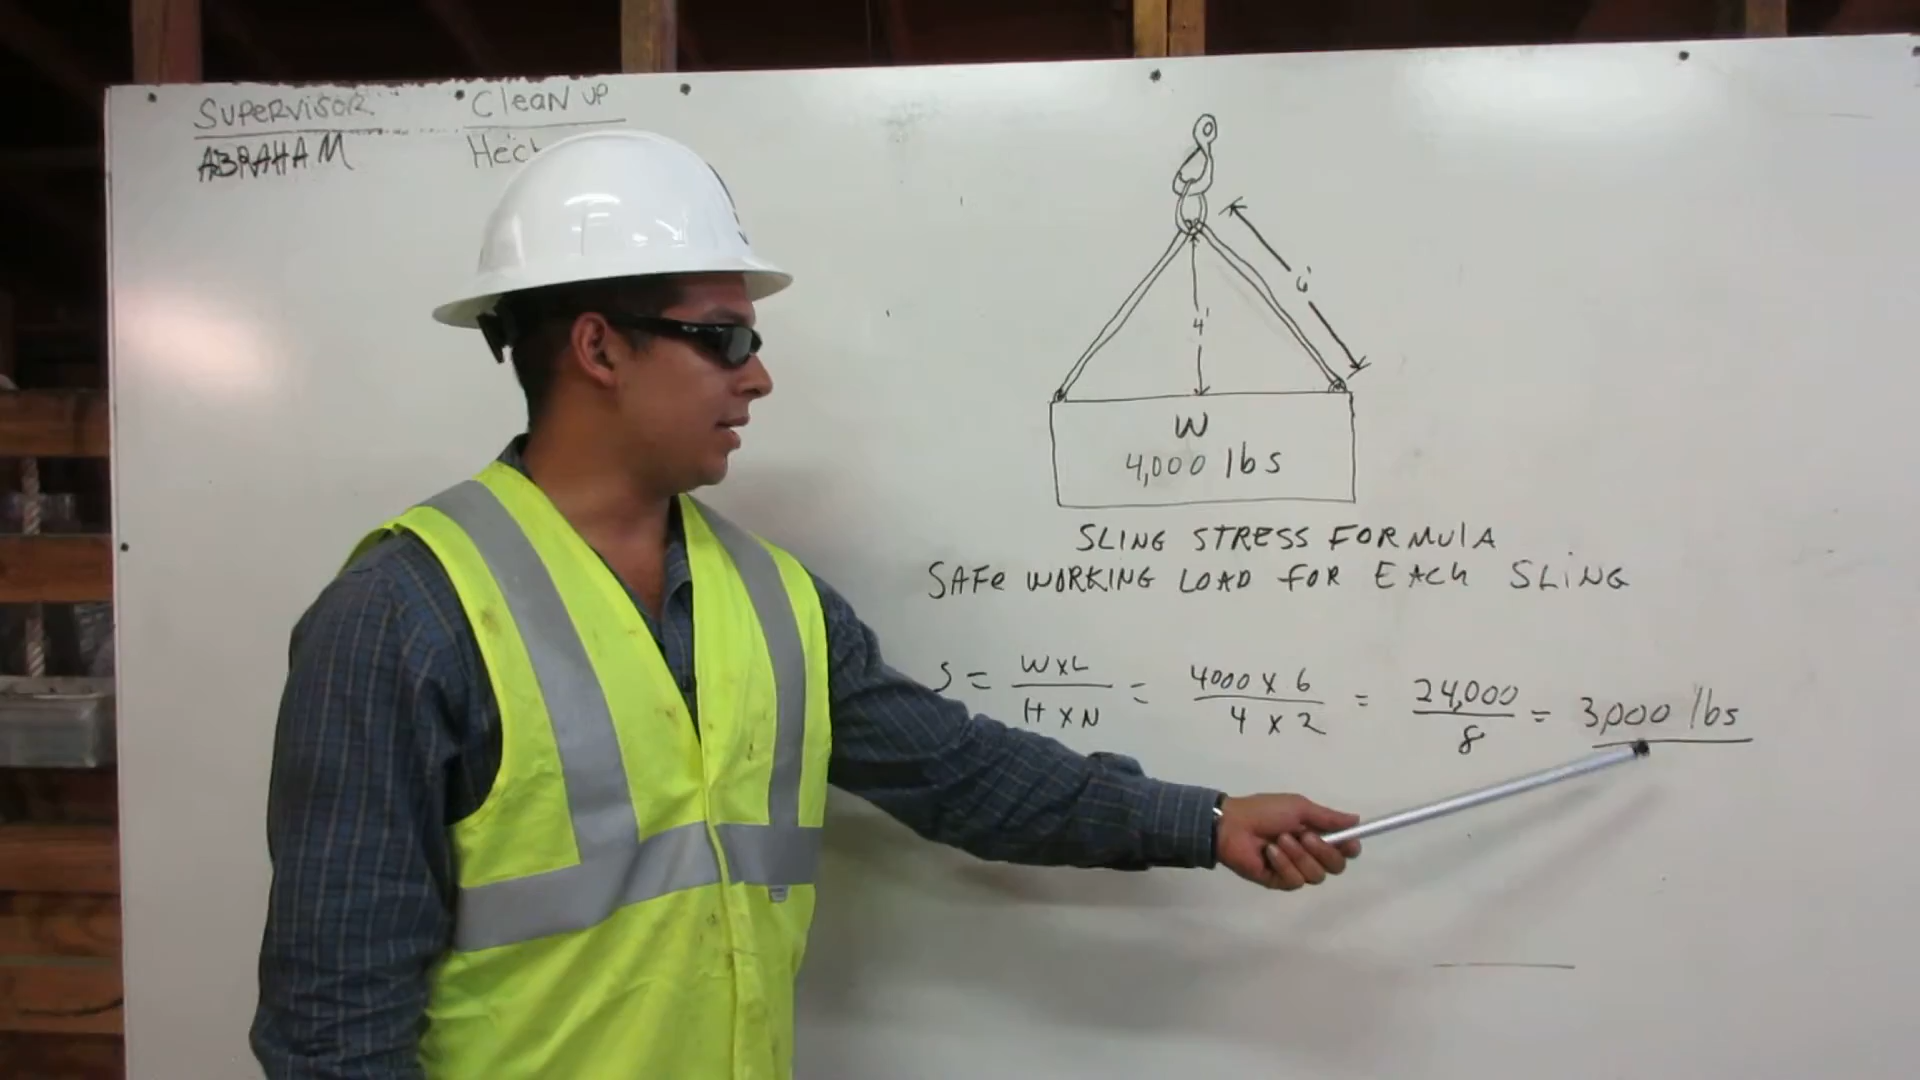 SUPERVISOR Clean UP
ABRAHAM
6'
4'
W
4,000 lbs
SLING STRESS FORMULA
SAFe WORKING LOAD FOR EACH SLING
S = WxL / H x N = 4000 x 6 / 4 x 2 = 24,000 / 8 = 3,000 lbs